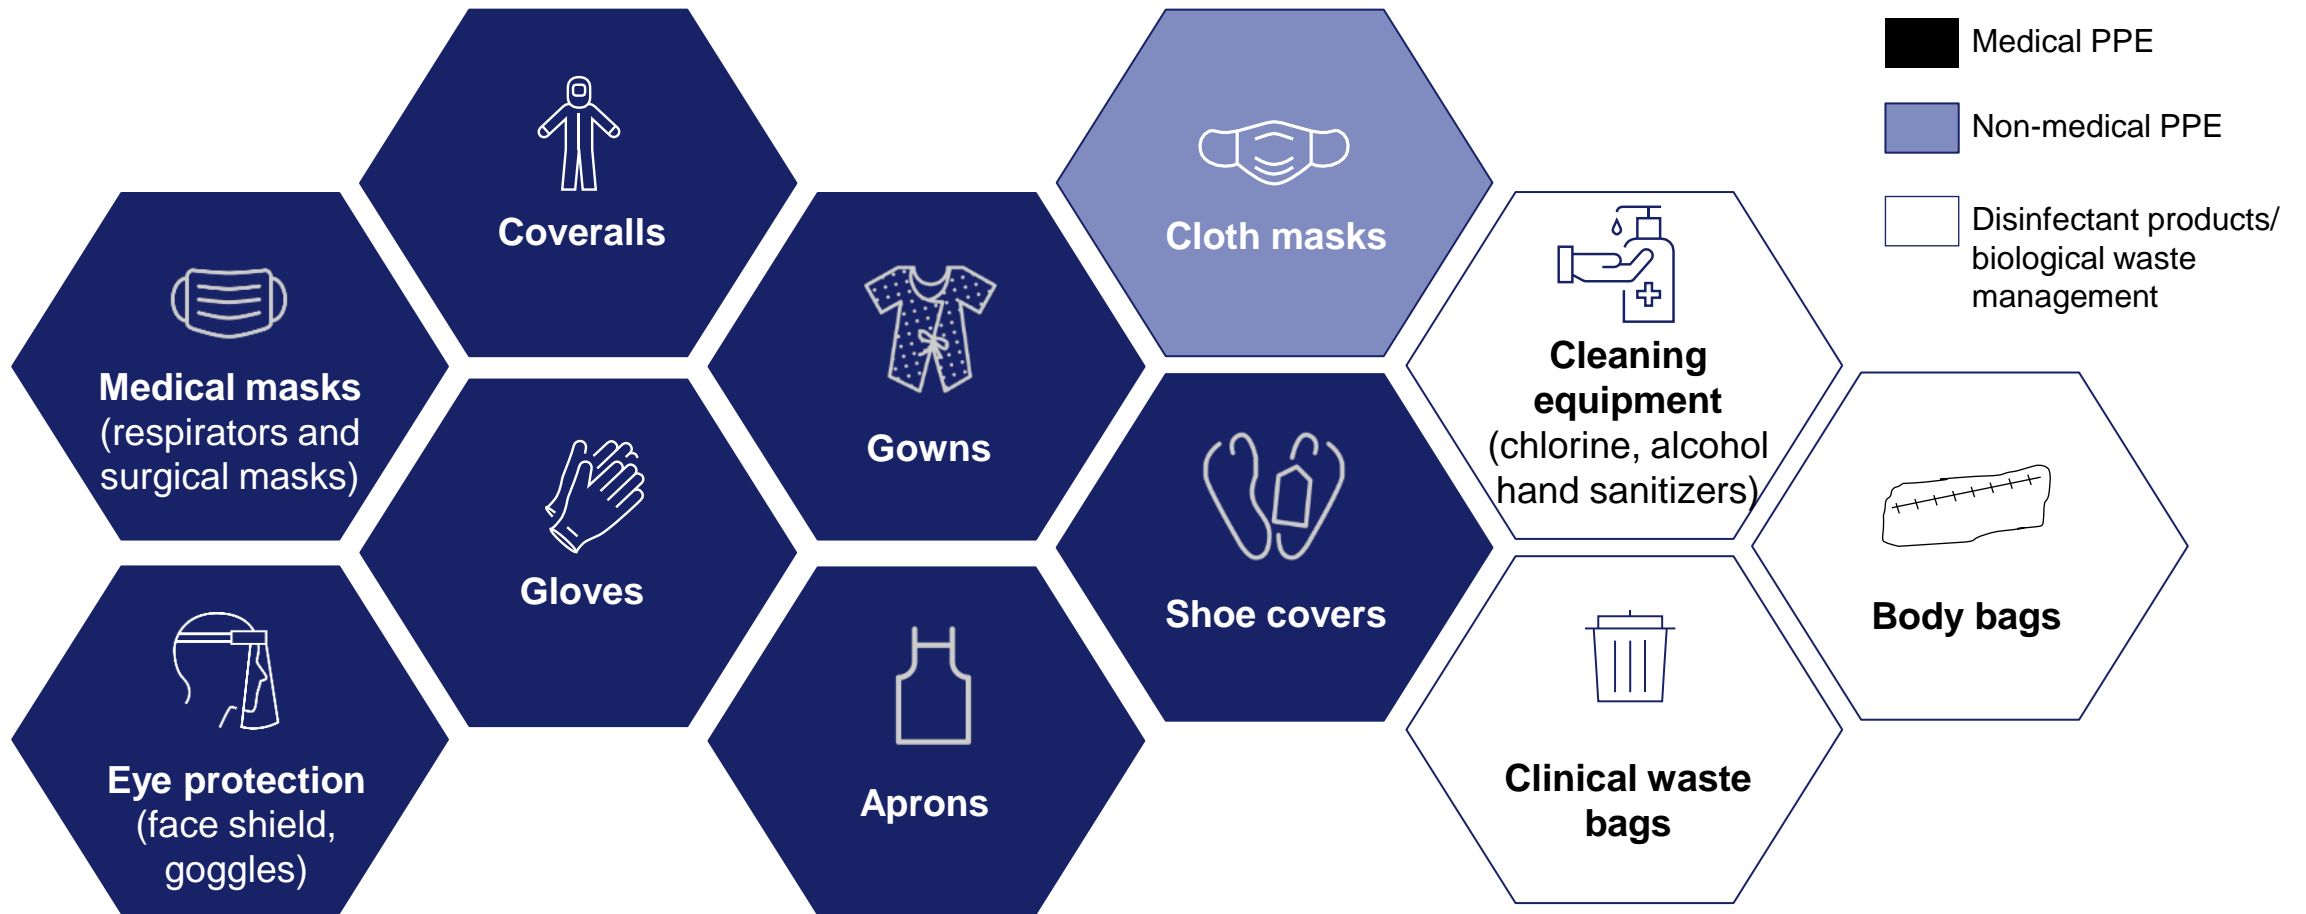 Medical PPE
Non-medical PPE
Disinfectant products/
biological waste
management
Coveralls
Cloth masks
Medical masks
(respirators and
surgical masks)
Gowns
Cleaning
equipment
(chlorine, alcohol
hand sanitizers)
Gloves
Shoe covers
Body bags
Eye protection
(face shield,
goggles)
Aprons
Clinical waste
bags